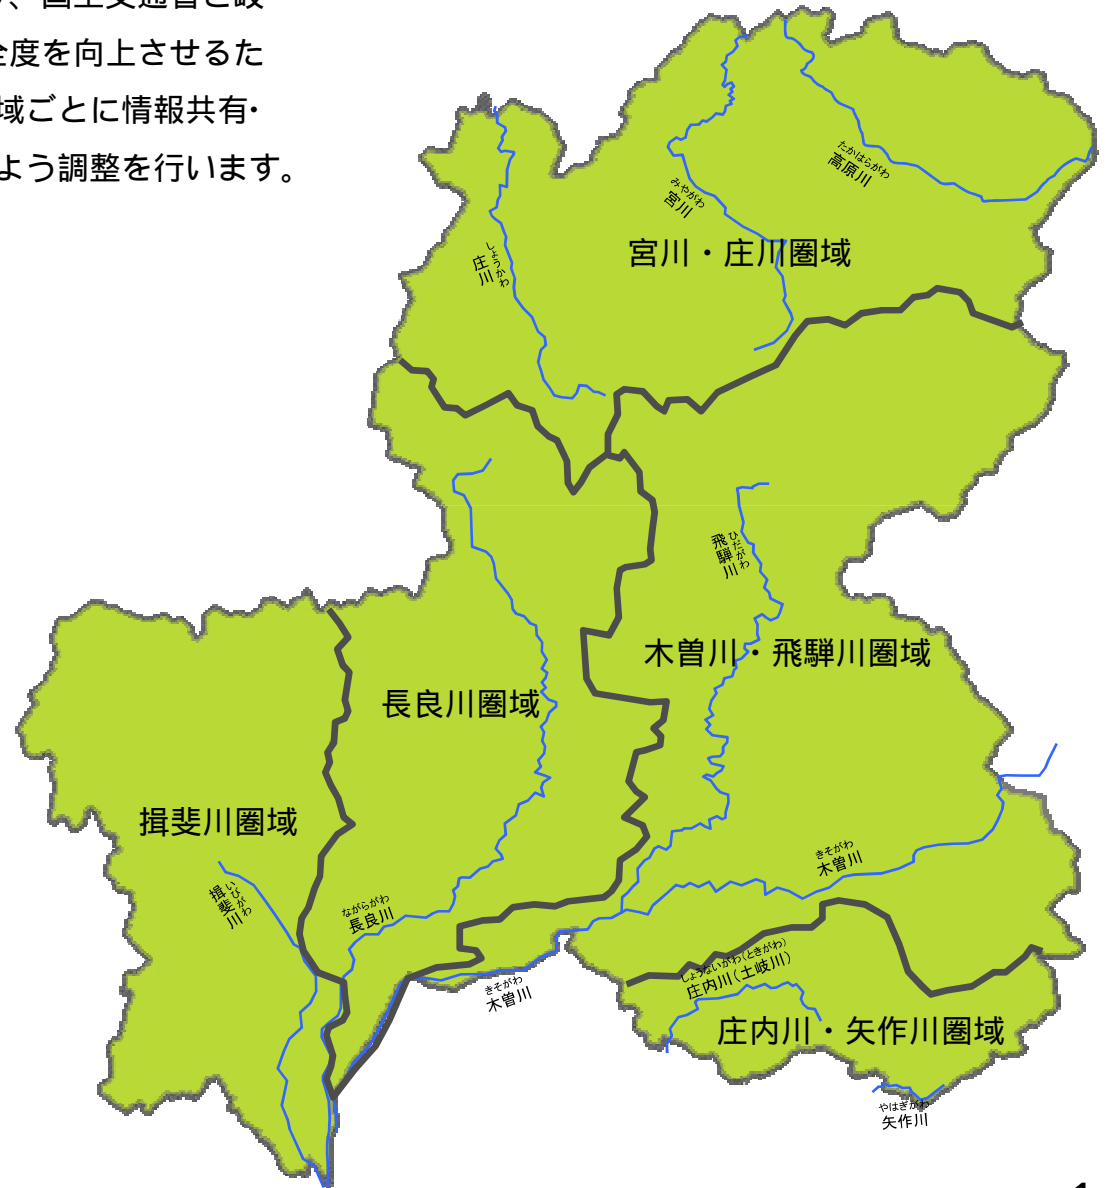 、国土交通省と岐
全度を向上させるた
域ごとに情報共有・
よう調整を行います。
たかはらがわ
高原川
みやがわ
宮川
宮川・庄川圏域
しょうかわ
庄川
ひだがわ
飛騨川
木曽川・飛騨川圏域
長良川圏域
揖斐川圏域
いびがわ
揖斐川
ながらがわ
長良川
きそがわ
木曽川
きそがわ
木曽川
しょうないがわ(ときがわ)
庄内川(土岐川)
庄内川・矢作川圏域
やはぎがわ
矢作川